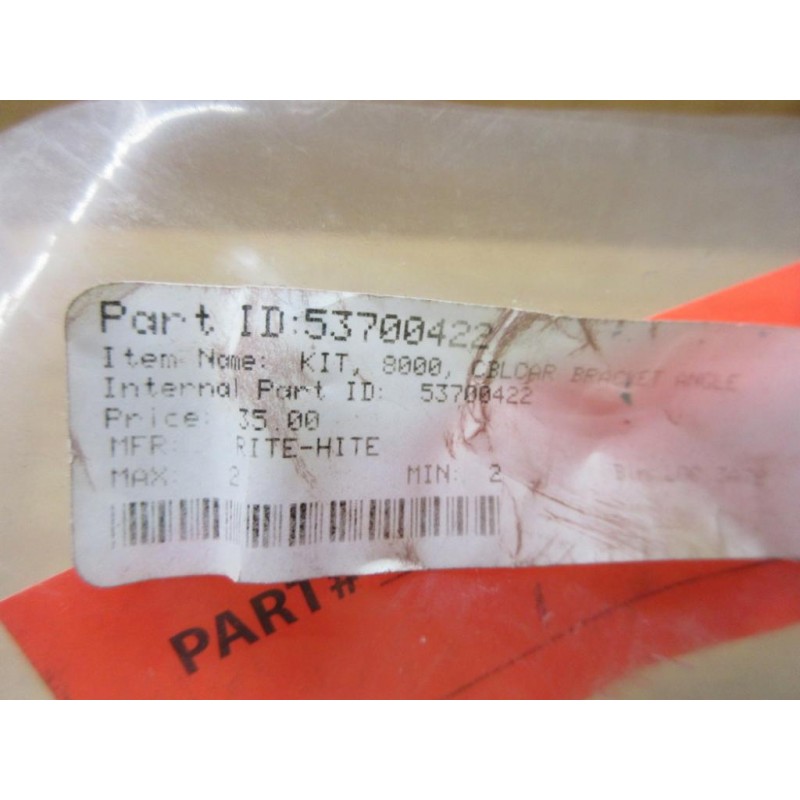 Part ID:53700422
Item Name: KIT, 8000, CBLDAR BRACKET ANGLE
Internal Part ID: 53700422
Price: 35.00
MFR: RITE-HITE
MAX: 2 MIN: 2
PART#